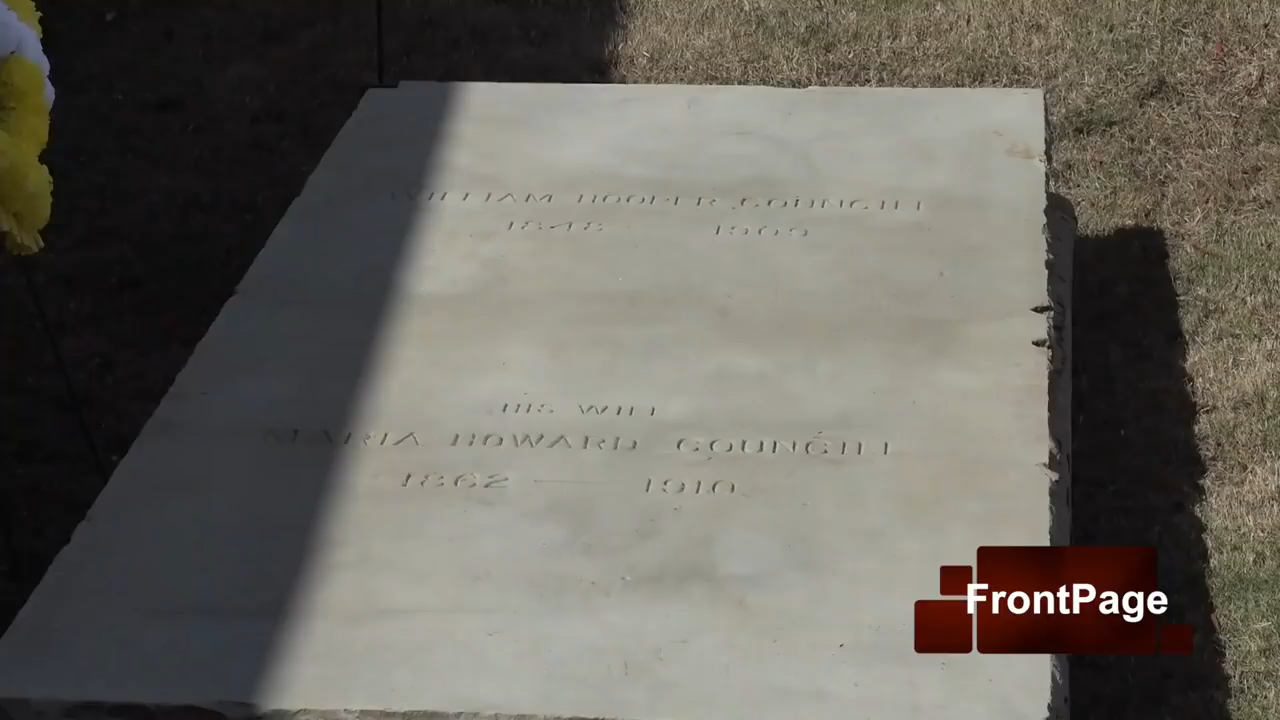 WILLIAM HOOPER COUNCILL
1848 1909
HIS WIFE
MARIA HOWARD COUNCILL
1862 — 1910
FrontPage